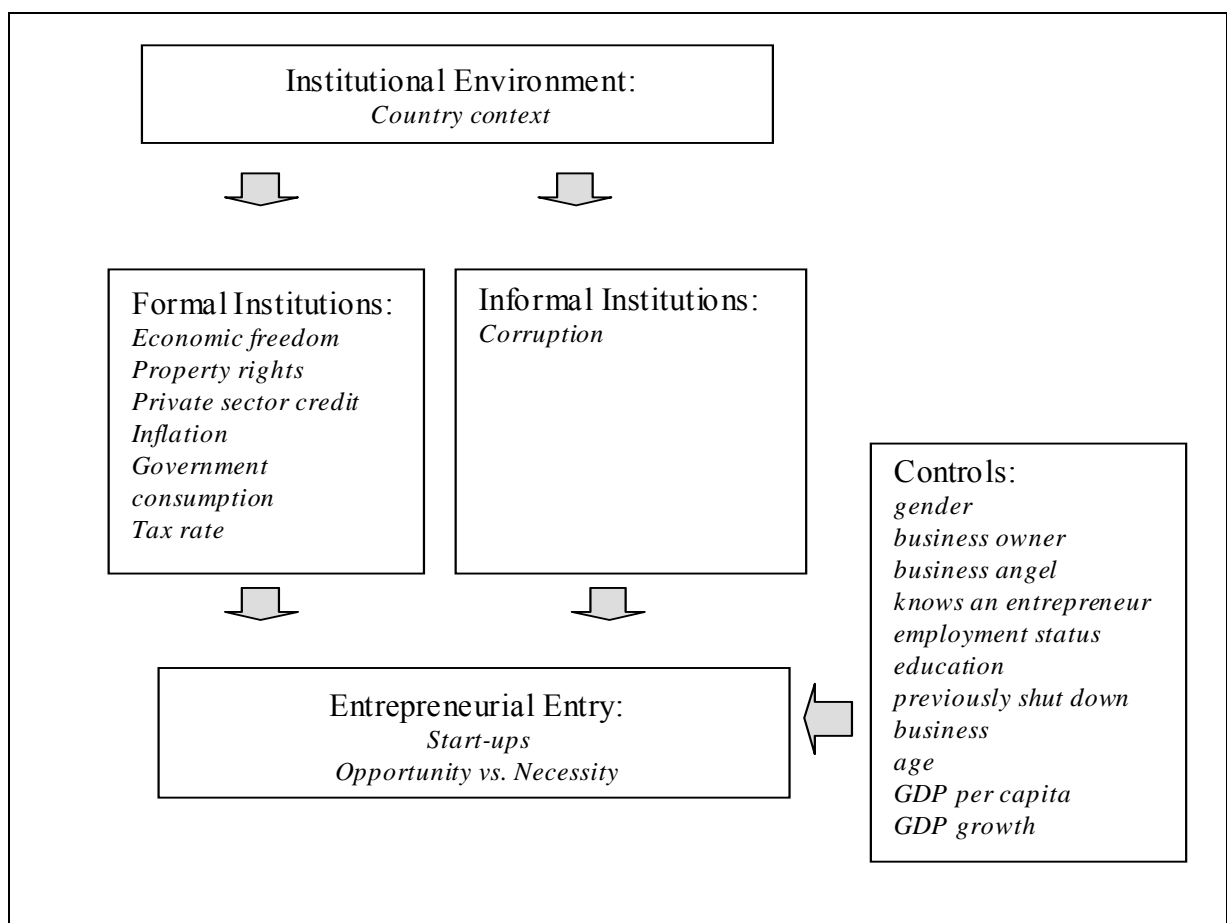 Institutional Environment:
Country context
Formal Institutions:
Economic freedom
Property rights
Private sector credit
Inflation
Government
consumption
Tax rate
Informal Institutions:
Corruption
Controls:
gender
business owner
business angel
knows an entrepreneur
employment status
education
previously shut down
business
age
GDP per capita
GDP growth
Entrepreneurial Entry:
Start-ups
Opportunity vs. Necessity